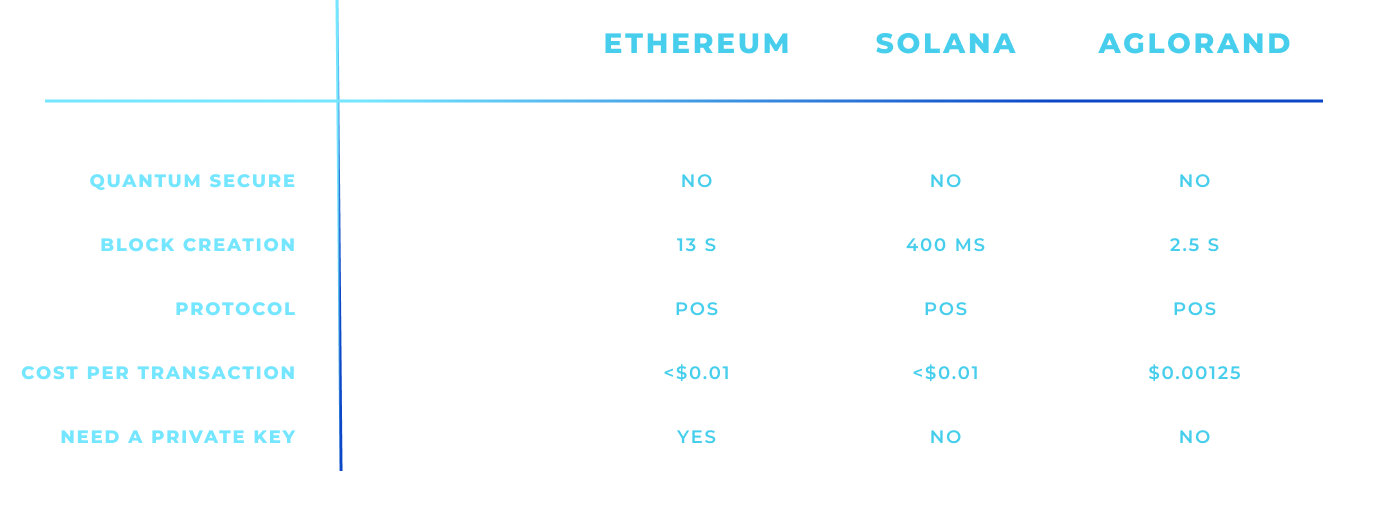 ETHEREUM SOLANA AGLORAND
QUANTUM SECURE NO NO NO
BLOCK CREATION 13 S 400 MS 2.5 S
PROTOCOL POS POS POS
COST PER TRANSACTION <$0.01 <$0.01 $0.00125
NEED A PRIVATE KEY YES NO NO